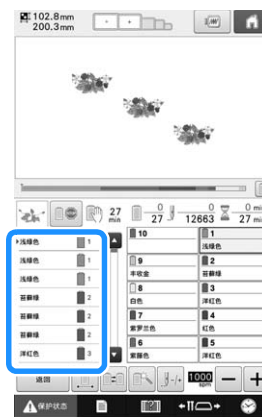 102.8mm
200.3mm
27 min
0
27
0
12663
0 min
27 min
浅绿色 1
浅绿色 1
浅绿色 1
苔藓绿 2
苔藓绿 2
苔藓绿 2
洋红色 3
10
1
浅绿色
9
丰收金
2
苔藓绿
8
白色
3
洋红色
7
紫罗兰色
4
红色
6
紫藤色
5
洋红色
返回
1000
spm
保护状态